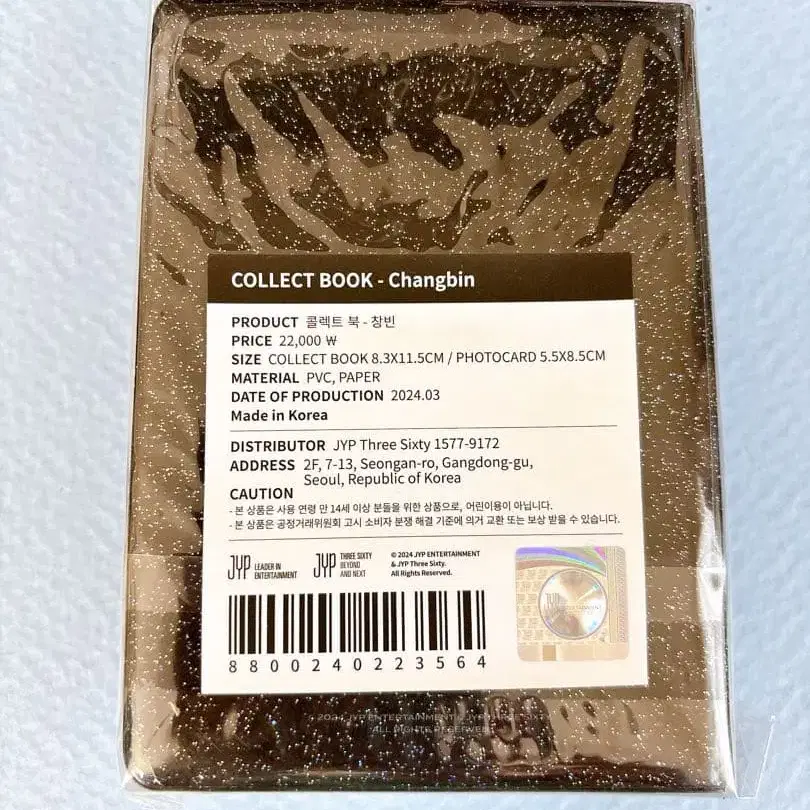 COLLECT BOOK - Changbin
PRODUCT 콜렉트 북 - 창빈
PRICE 22,000 ₩
SIZE COLLECT BOOK 8.3X11.5CM / PHOTOCARD 5.5X8.5CM
MATERIAL PVC, PAPER
DATE OF PRODUCTION 2024.03
Made in Korea
DISTRIBUTOR JYP Three Sixty 1577-9172
ADDRESS 2F, 7-13, Seongan-ro, Gangdong-gu,
Seoul, Republic of Korea
CAUTION
- 본 상품은 사용 연령 만 14세 이상 분들을 위한 상품으로, 어린이용이 아닙니다.
- 본 상품은 공정거래위원회 고시 소비자 분쟁 해결 기준에 의거 교환 또는 보상 받을 수 있습니다.
JYP LEADER IN
ENTERTAINMENT
JYP THREE SIXTY
BEYOND
AND NEXT
© 2024 JYP ENTERTAINMENT
& JYP Three Sixty.
All Rights Reserved.
8800240223564
2024 JYP ENTERTAINMENT
ALL RIGHTS RESERVED